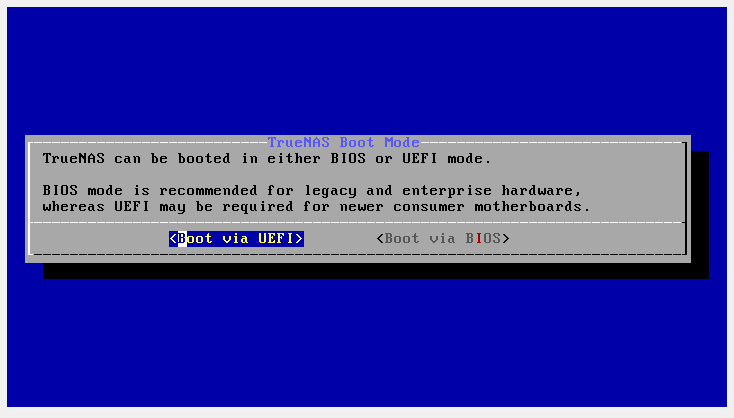 TrueNAS Boot Mode
TrueNAS can be booted in either BIOS or UEFI mode.
BIOS mode is recommended for legacy and enterprise hardware,
whereas UEFI may be required for newer consumer motherboards.
<Boot via UEFI> <Boot via BIOS>